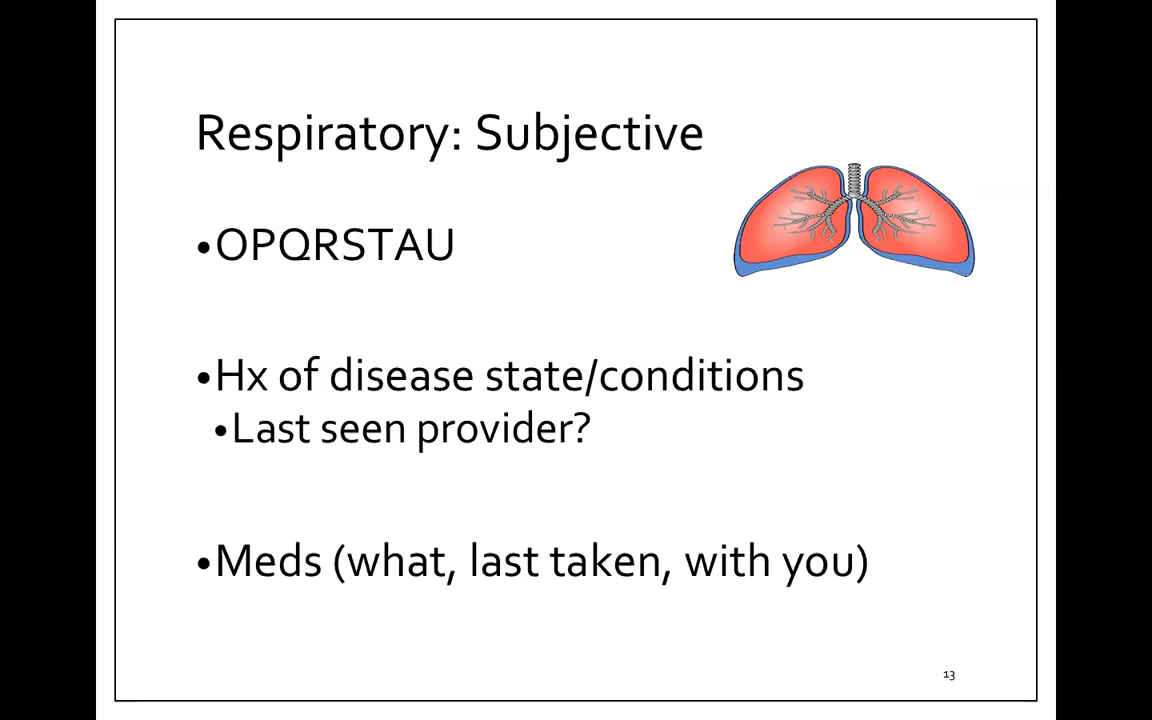 Respiratory: Subjective
•OPQRSTAU
•Hx of disease state/conditions
•Last seen provider?
•Meds (what, last taken, with you)
13